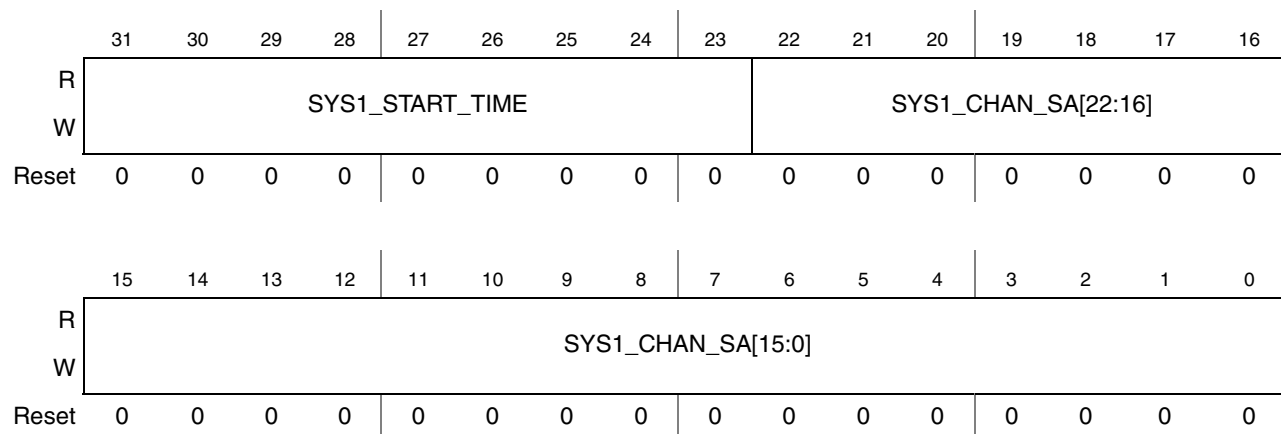 31 30 29 28 27 26 25 24 23 22 21 20 19 18 17 16
R
SYS1_START_TIME SYS1_CHAN_SA[22:16]
W
Reset 0 0 0 0 0 0 0 0 0 0 0 0 0 0 0 0
15 14 13 12 11 10 9 8 7 6 5 4 3 2 1 0
R
SYS1_CHAN_SA[15:0]
W
Reset 0 0 0 0 0 0 0 0 0 0 0 0 0 0 0 0